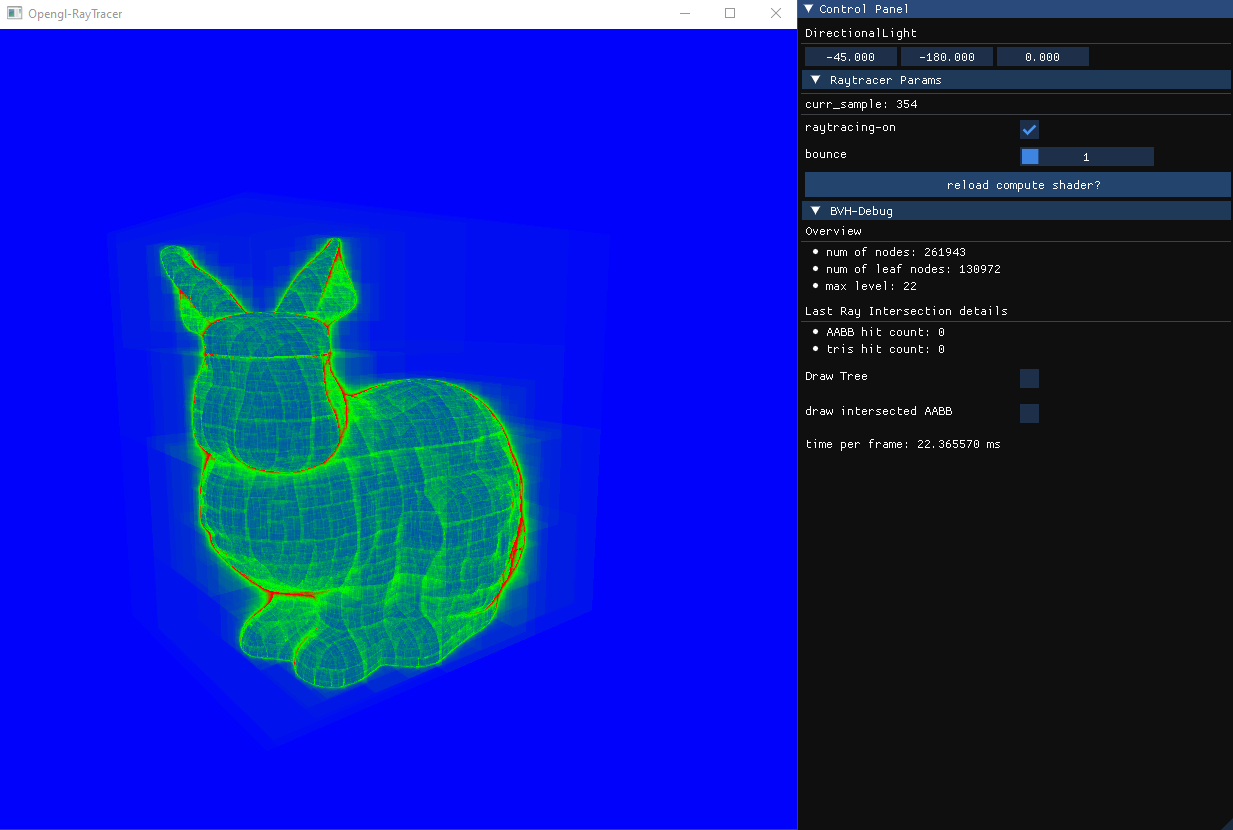 Opengl-RayTracer
Control Panel
DirectionalLight
-45.000 -180.000 0.000
Raytracer Params
curr_sample: 354
raytracing-on
bounce 1
reload compute shader?
BVH-Debug
Overview
num of nodes: 261943
num of leaf nodes: 130972
max level: 22
Last Ray Intersection details
AABB hit count: 0
tris hit count: 0
Draw Tree
draw intersected AABB
time per frame: 22.365570 ms